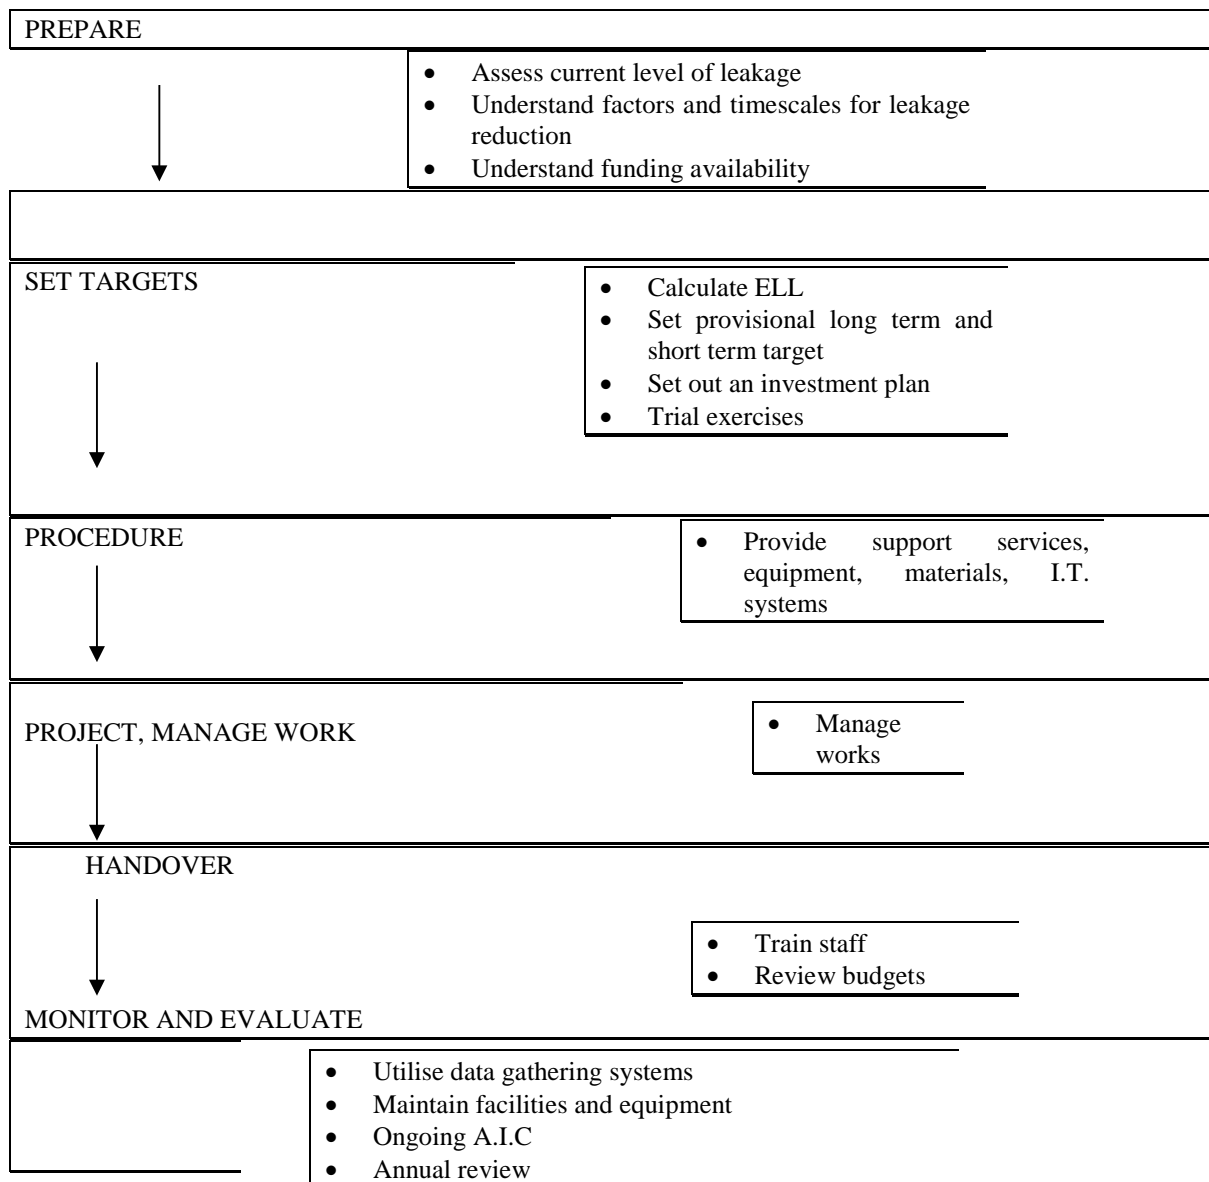 PREPARE
• Assess current level of leakage
• Understand factors and timescales for leakage
reduction
• Understand funding availability
SET TARGETS
• Calculate ELL
• Set provisional long term and
short term target
• Set out an investment plan
• Trial exercises
PROCEDURE
• Provide support services,
equipment, materials, I.T.
systems
PROJECT, MANAGE WORK
• Manage
works
HANDOVER
• Train staff
• Review budgets
MONITOR AND EVALUATE
• Utilise data gathering systems
• Maintain facilities and equipment
• Ongoing A.I.C
• Annual review